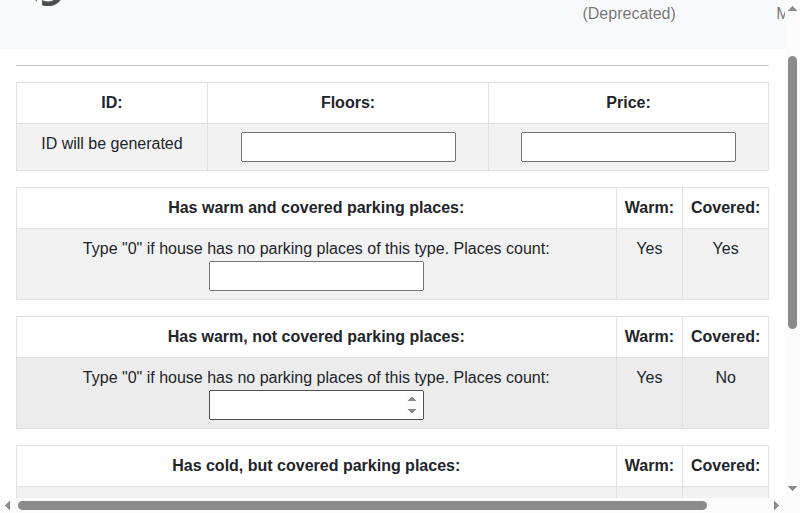 (Deprecated)
ID: Floors: Price:
ID will be generated
Has warm and covered parking places: Warm: Covered:
Type "0" if house has no parking places of this type. Places count: Yes Yes
Has warm, not covered parking places: Warm: Covered:
Type "0" if house has no parking places of this type. Places count: Yes No
Has cold, but covered parking places: Warm: Covered: